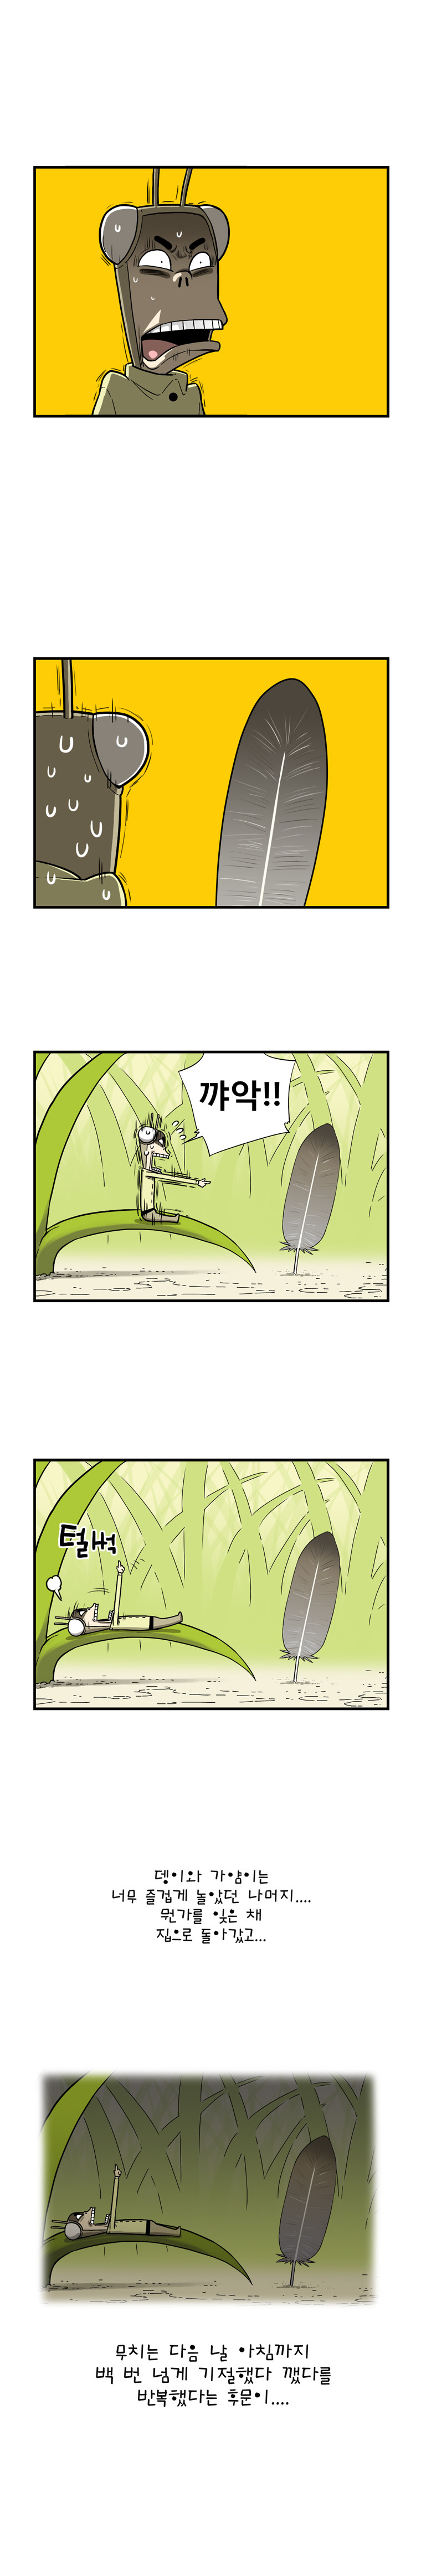 꺄악!!
털썩
뎅이와 가얌이는
너무 즐겁게 놀았던 나머지....
뭔가를 잊은 채
집으로 돌아갔고...
무치는 다음 날 아침까지
백 번 넘게 기절했다 깼다를
반복했다는 후문이....